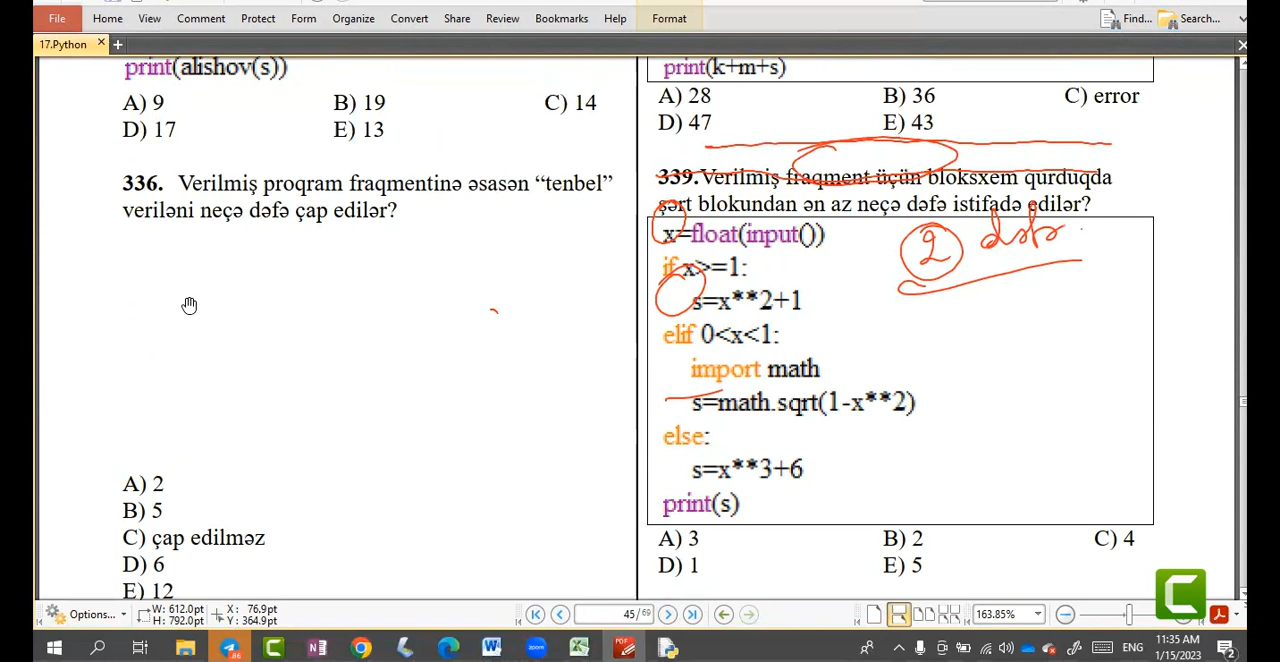 File Home View Comment Protect Form Organize Convert Share Review Bookmarks Help Format Find... Search...
17.Python
print(alishov(s))
A) 9 B) 19 C) 14
D) 17 E) 13
336. Verilmiş proqram fraqmentinə əsasən “tenbel”
veriləni neçə dəfə çap edilər?
A) 2
B) 5
C) çap edilməz
D) 6
E) 12
print(k+m+s)
A) 28 B) 36 C) error
D) 47 E) 43
339.Verilmiş fraqment üçün bloksxem qurduqda
şərt blokundan ən az neçə dəfə istifadə edilər?
2 dəfə
x=float(input())
if x>=1:
s=x**2+1
elif 0<x<1:
import math
s=math.sqrt(1-x**2)
else:
s=x**3+6
print(s)
A) 3 B) 2 C) 4
D) 1 E) 5
Options... W: 612.0pt X: 76.9pt 45/69 163.85%
H: 792.0pt Y: 364.9pt
ENG 11:35 AM
1/15/2023